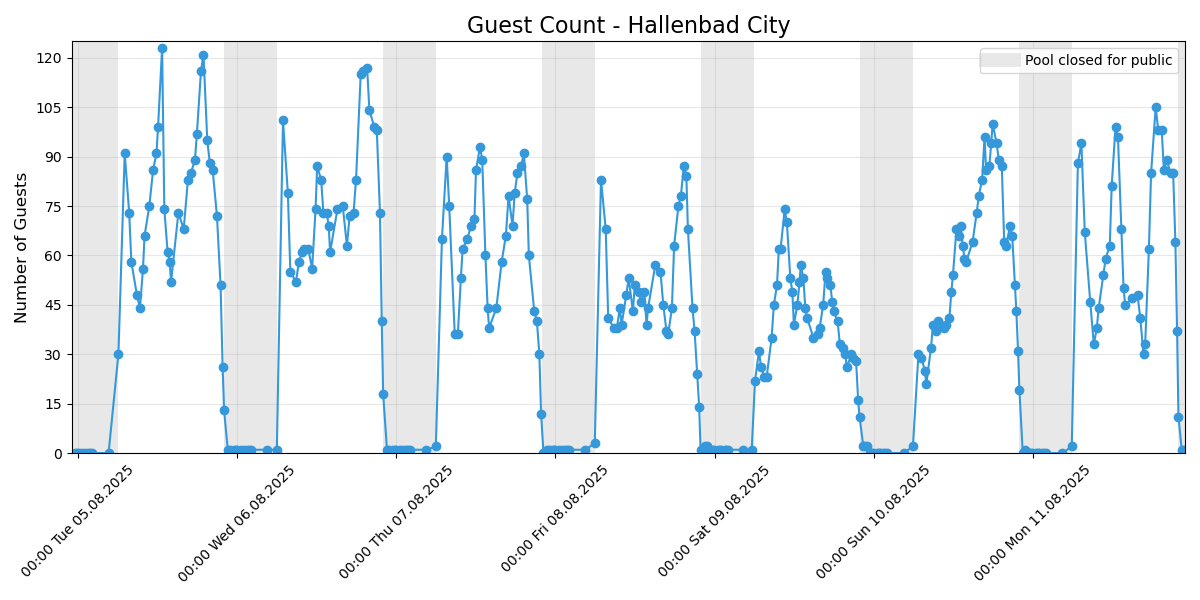 Guest Count - Hallenbad City
Pool closed for public
Number of Guests
120
105
90
75
60
45
30
15
0
00:00 Tue 05.08.2025
00:00 Wed 06.08.2025
00:00 Thu 07.08.2025
00:00 Fri 08.08.2025
00:00 Sat 09.08.2025
00:00 Sun 10.08.2025
00:00 Mon 11.08.2025